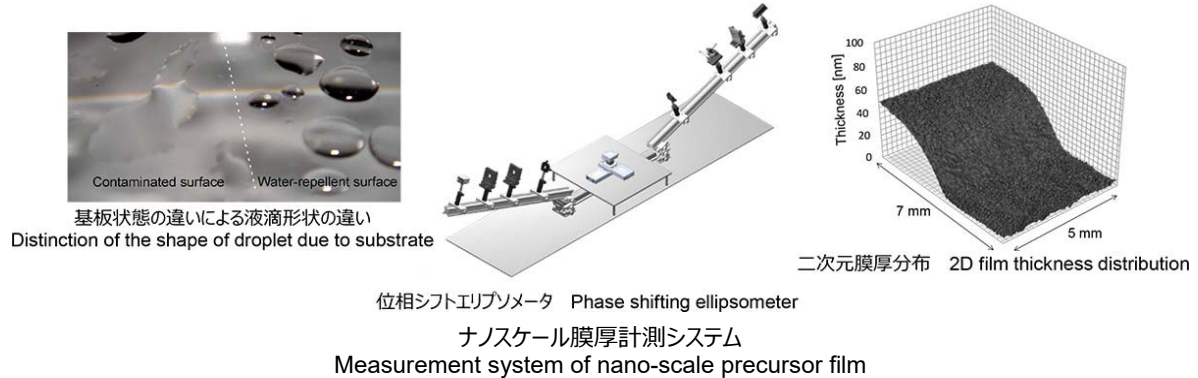 Contaminated surface
Water-repellent surface
基板状態の違いによる液滴形状の違い
Distinction of the shape of droplet due to substrate
位相シフトエリプソメータ Phase shifting ellipsometer
Thickness [nm]
100
80
60
40
20
0
7 mm
5 mm
二次元膜厚分布 2D film thickness distribution
ナノスケール膜厚計測システム
Measurement system of nano-scale precursor film